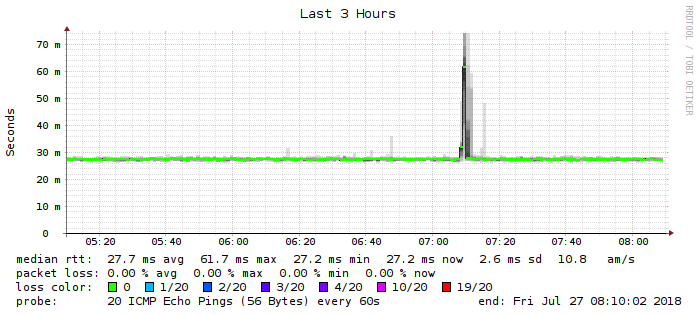 Last 3 Hours
RRDTOOL / TOBI OETIKER
Seconds
70 m
60 m
50 m
40 m
30 m
20 m
10 m
0
05:20 05:40 06:00 06:20 06:40 07:00 07:20 07:40 08:00
median rtt: 27.7 ms avg 61.7 ms max 27.2 ms min 27.2 ms now 2.6 ms sd 10.8 am/s
packet loss: 0.00 % avg 0.00 % max 0.00 % min 0.00 % now
loss color: 0 1/20 2/20 3/20 4/20 10/20 19/20
probe: 20 ICMP Echo Pings (56 Bytes) every 60s end: Fri Jul 27 08:10:02 2018